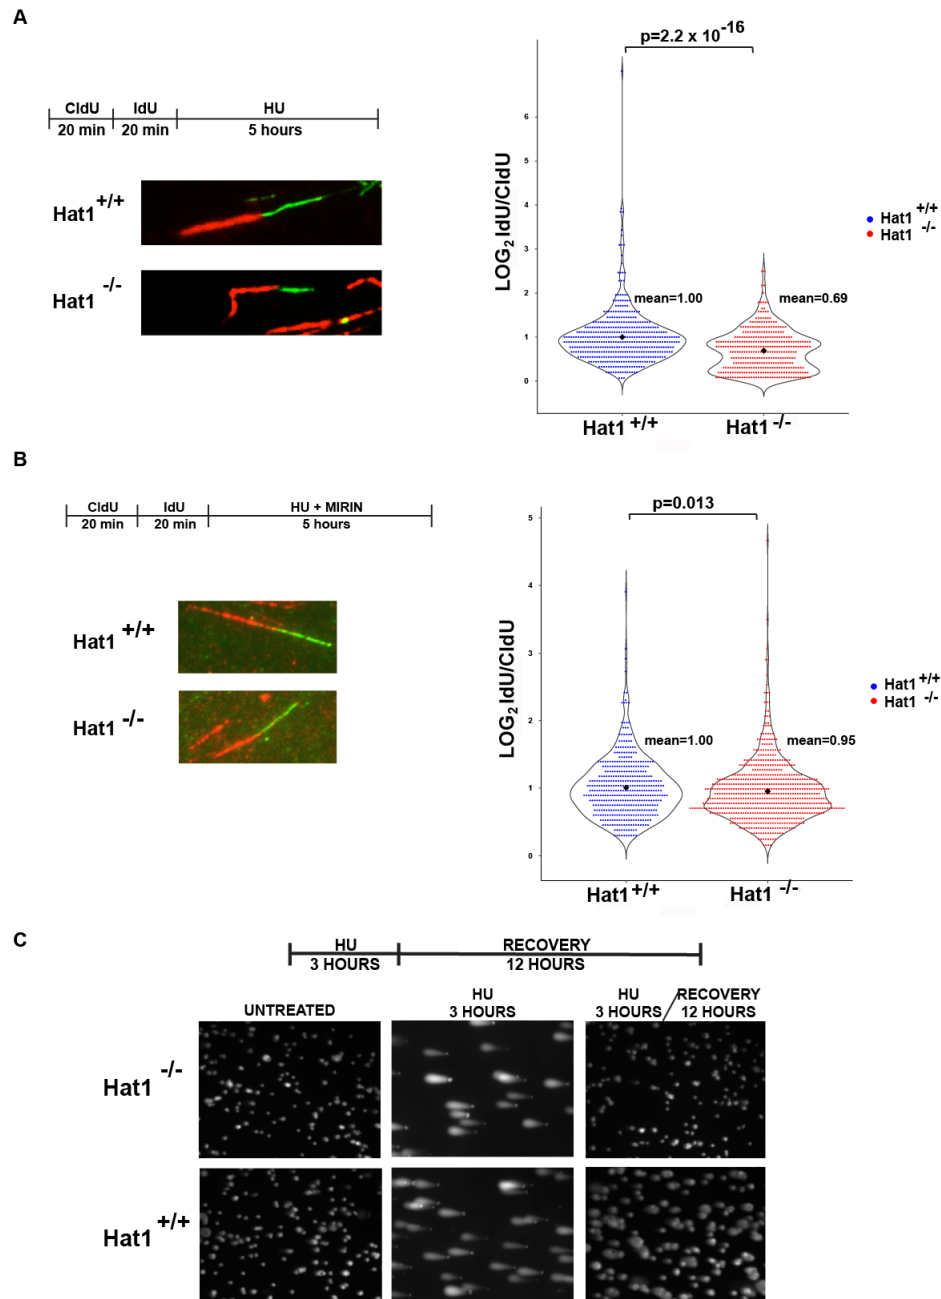 A
CldU IdU HU
20 min 20 min 5 hours
Hat1 +/+
Hat1 -/-
p=2.2 x 10 -16
LOG2 IdU/CldU
6
5
4
3
2
1
0
mean=1.00
mean=0.69
Hat1 +/+
Hat1 -/-
Hat1 +/+
Hat1 -/-
B
CldU IdU HU + MIRIN
20 min 20 min 5 hours
Hat1 +/+
Hat1 -/-
p=0.013
LOG2 IdU/CldU
5
4
3
2
1
0
mean=1.00
mean=0.95
Hat1 +/+
Hat1 -/-
Hat1 +/+
Hat1 -/-
C
HU RECOVERY
3 HOURS 12 HOURS
UNTREATED
HU
3 HOURS
HU / RECOVERY
3 HOURS 12 HOURS
Hat1 -/-
Hat1 +/+